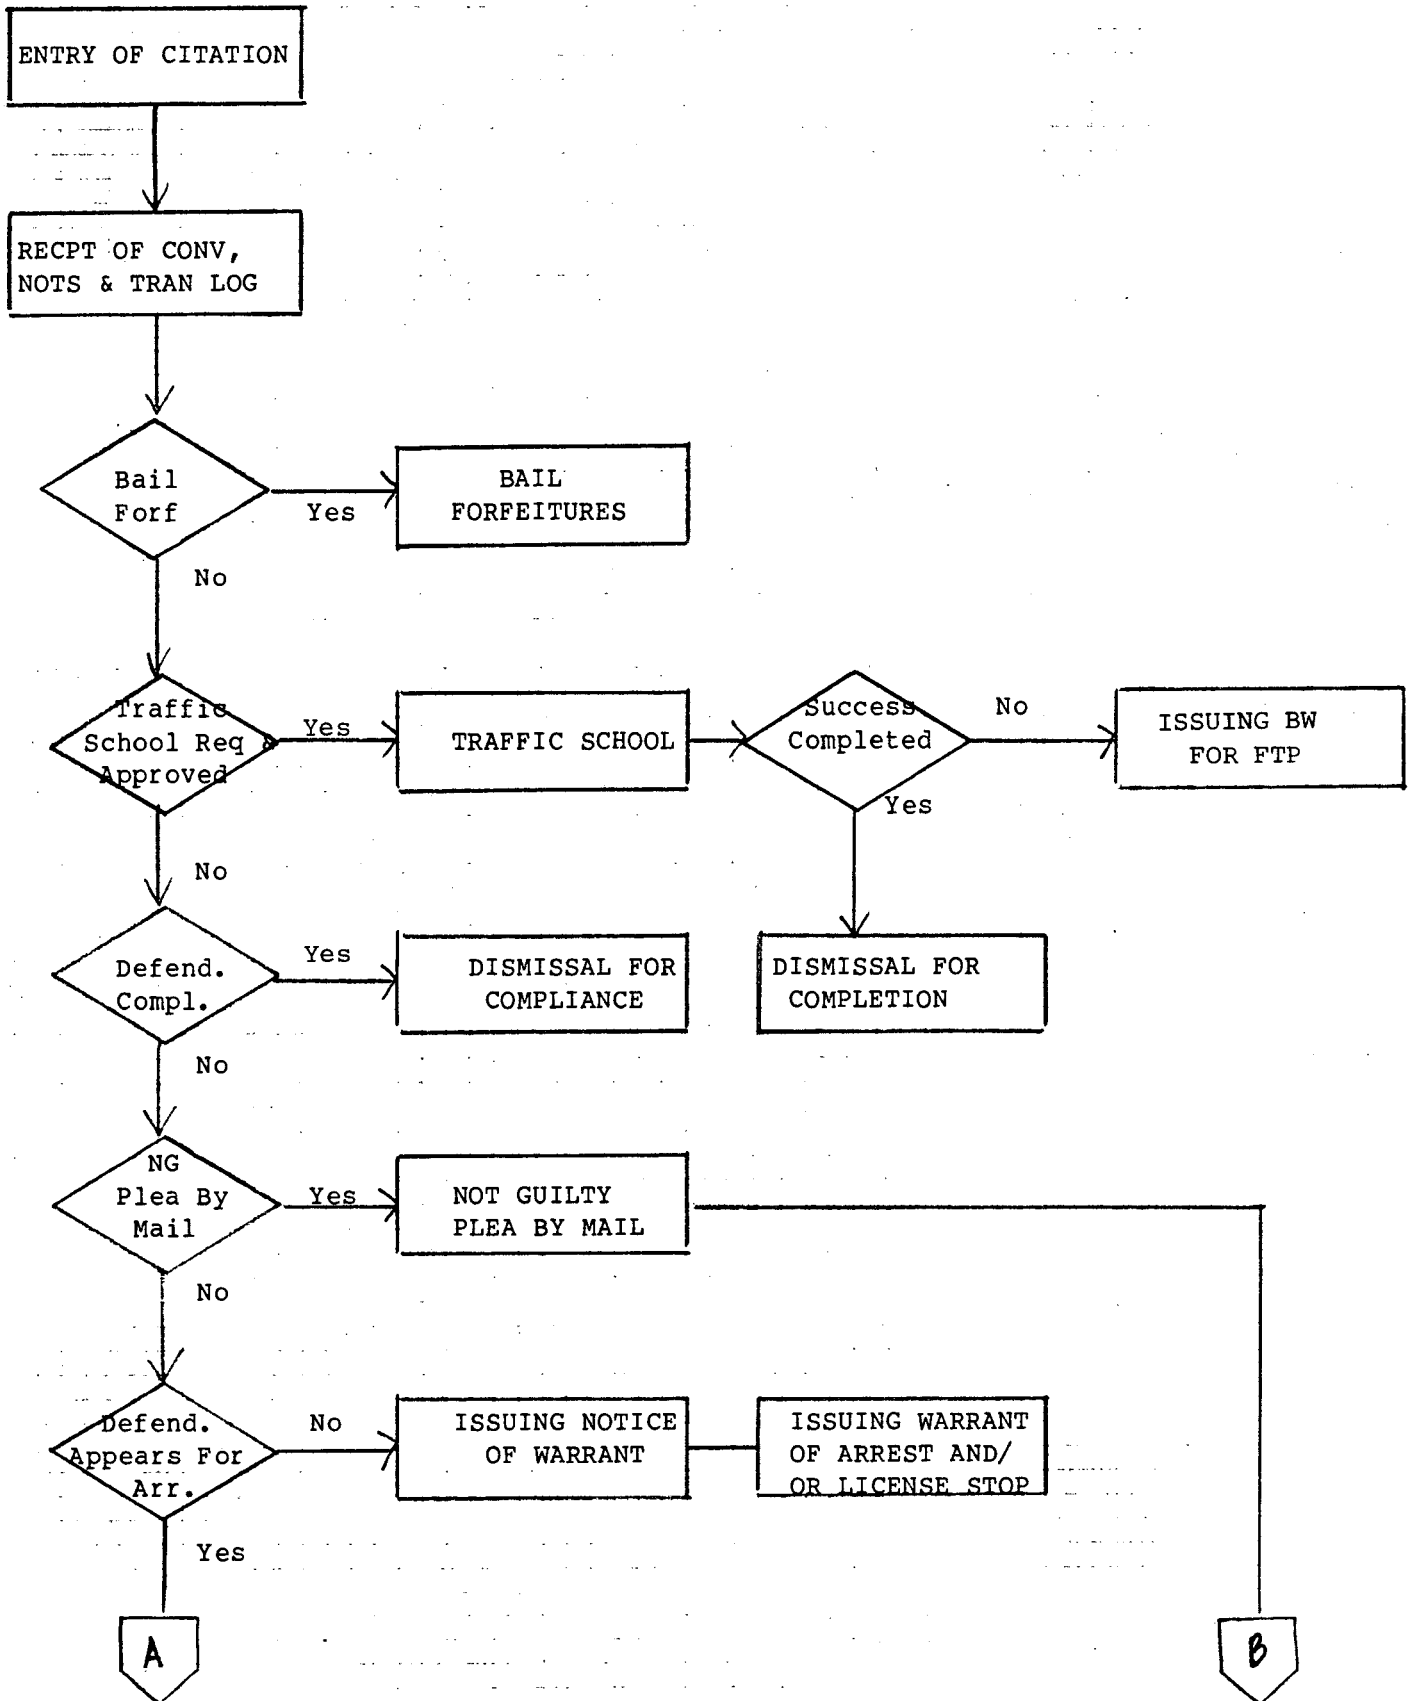 ENTRY OF CITATION
RECPT OF CONV,
NOTS & TRAN LOG
Bail
Forf
Yes
BAIL
FORFEITURES
No
Traffic
School Req &
Approved
Yes
TRAFFIC SCHOOL
Success
Completed
No
ISSUING BW
FOR FTP
Yes
DISMISSAL FOR
COMPLETION
No
Defend.
Compl.
Yes
DISMISSAL FOR
COMPLIANCE
No
NG
Plea By
Mail
Yes
NOT GUILTY
PLEA BY MAIL
No
Defend.
Appears For
Arr.
No
ISSUING NOTICE
OF WARRANT
ISSUING WARRANT
OF ARREST AND/
OR LICENSE STOP
Yes
A
B